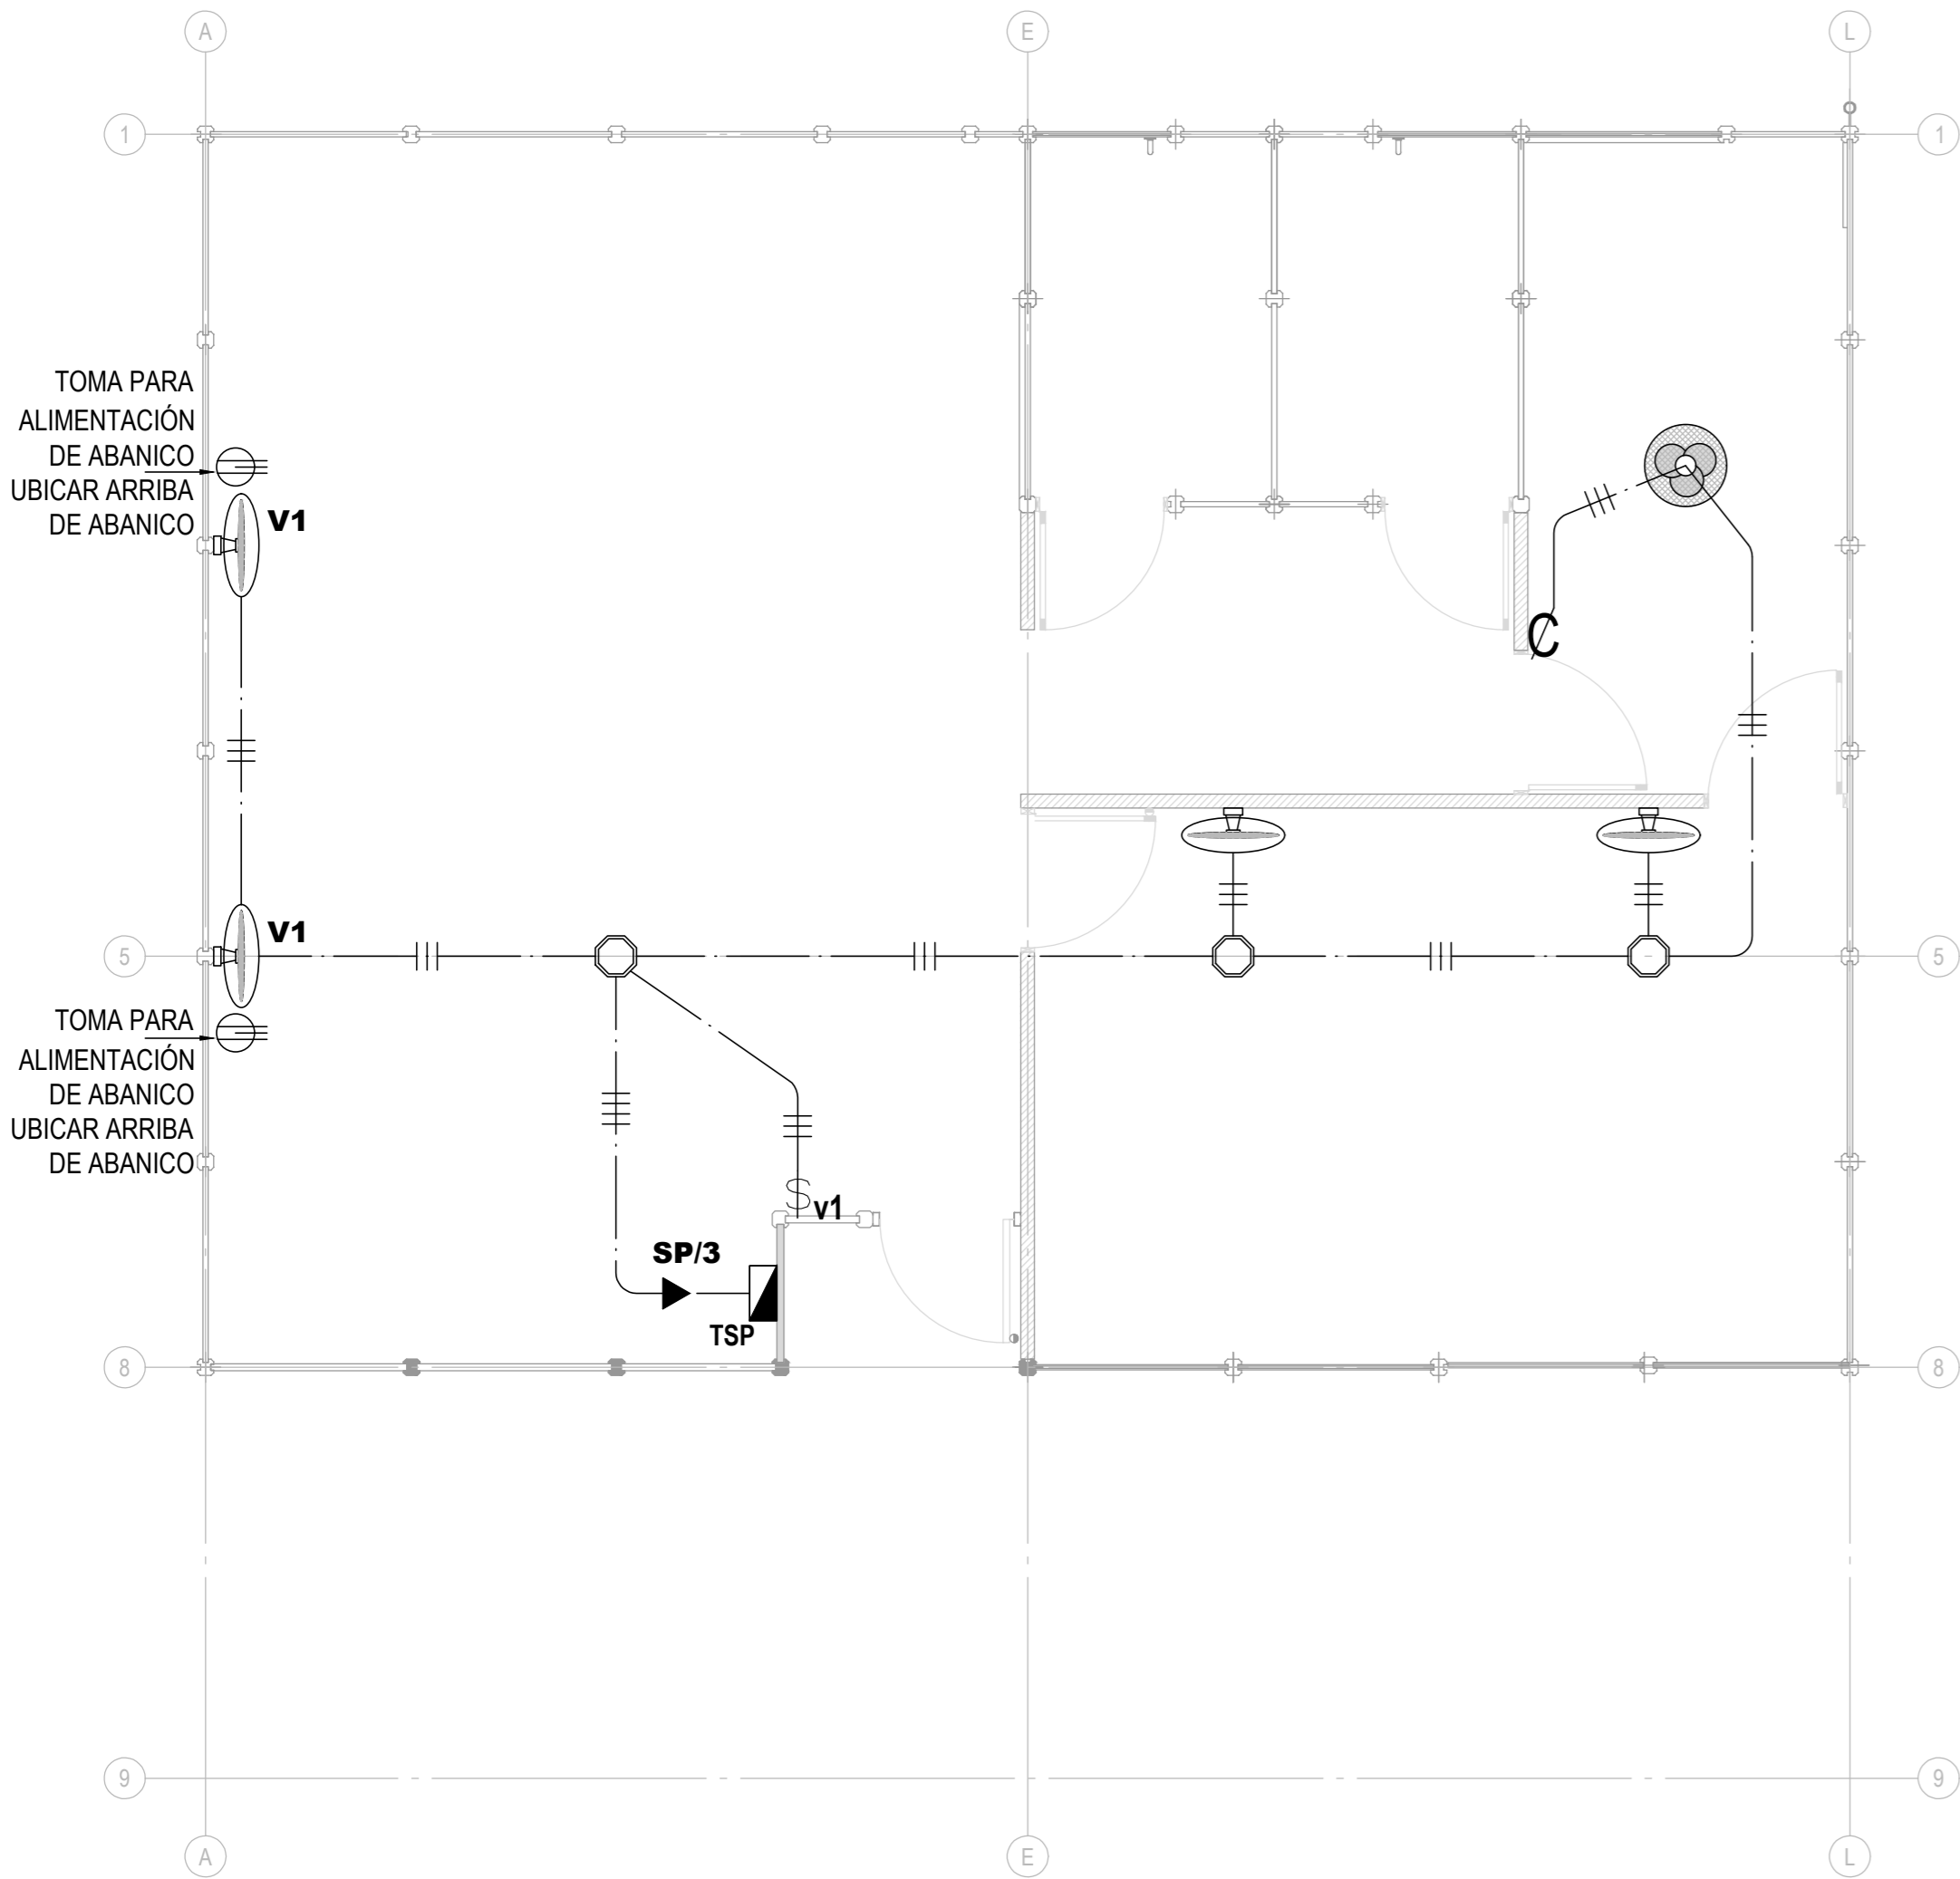 A
E
L
1
1
TOMA PARA
ALIMENTACIÓN
DE ABANICO
UBICAR ARRIBA
DE ABANICO
V1
C
V1
5
5
TOMA PARA
ALIMENTACIÓN
DE ABANICO
UBICAR ARRIBA
DE ABANICO
S v1
SP/3
TSP
8
8
9
9
A
E
L